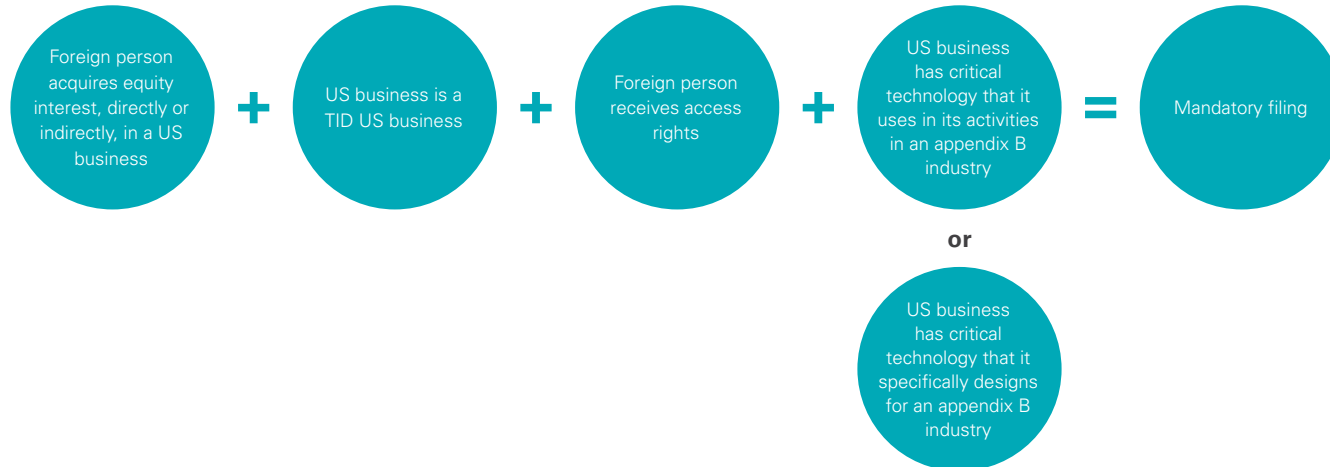 Foreign person
acquires equity
interest, directly or
indirectly, in a US
business
+
US business is a
TID US business
+
Foreign person
receives access
rights
+
US business
has critical
technology that it
uses in its activities
in an appendix B
industry
=
Mandatory filing
or
US business
has critical
technology that it
specifically designs
for an appendix B
industry